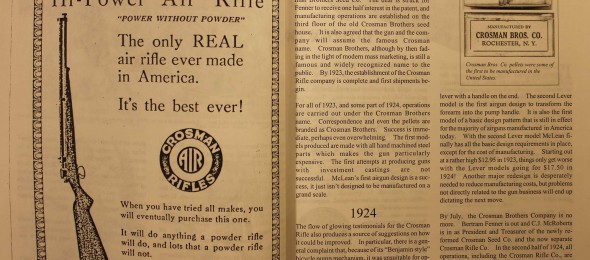 Hi-Power Air Rifle
"POWER WITHOUT POWDER"
The only REAL
air rifle ever made
in America.
It's the best ever!
CROSMAN
AIR
RIFLES
When you have tried all makes, you
will eventually purchase this one.
It will do anything a powder rifle
will do, and lots that a powder rifle
will not.
Fenner to receive one half interest in the patent, and
manufacturing operations are established on the
third floor of the old Crosman Brothers seed
house. It is also agreed that the gun and the com-
pany will assume the famous Crosman
name. Crosman Brothers, although by then fad-
ing as the light of modern mass marketing, is still a
famous and widely recognized name to the
public. By 1923, the establishment of the Crosman
Rifle company is complete and first shipments be-
gin.
For all of 1923, and some part of 1924, operations
are carried out under the Crosman Brothers
name. Correspondence and even the pellets are
branded as Crosman Brothers. Success is imme-
diate, perhaps even overwhelming. The first mod-
els produced are made with all hand machined steel
parts which makes the gun particularly
expensive. The first attempts at producing guns
with investment castings are not
successful. McLean's first airgun design is a suc-
cess, it just isn't designed to be manufactured on a
grand scale.
1924
The flow of glowing testimonials for the Crosman
Rifle also produces a source of suggestions on how
it could be improved. In particular, there is a gen-
eral complaint that, because of its "Benjamin style"
MANUFACTURED BY
CROSMAN BROS. CO.
ROCHESTER, N. Y.
Crosman Bros. Co. pellets were some of
the first to be manufactured in the
United States
lever with a handle on the end. The second Lever
model is the first airgun design to transform the
forearm into the pump handle. It is also the first
model of a basic design pattern that is still in effect
for the majority of airguns manufactured in America
today. With the second Lever model McLean fi-
nally has all the basic design requirements in place,
except for the cost of manufacturing. Starting out
at a rather high $12.95 in 1923, things only get worse
with the Lever models going for $17.50 in
1924! Another major redesign is desperately
needed to reduce manufacturing costs, but problems
not directly related to the gun business will end up
dictating the next move.
By July, the Crosman Brothers Company is no
more. Bertram Fenner is out and C.J. McRoberts
is in as President and Treasurer of the newly re-
formed Crosman Seed Co. and the now separate
Crosman Rifle Co. In the second half of 1924, all
operations, including the Crosman Rifle Co., are